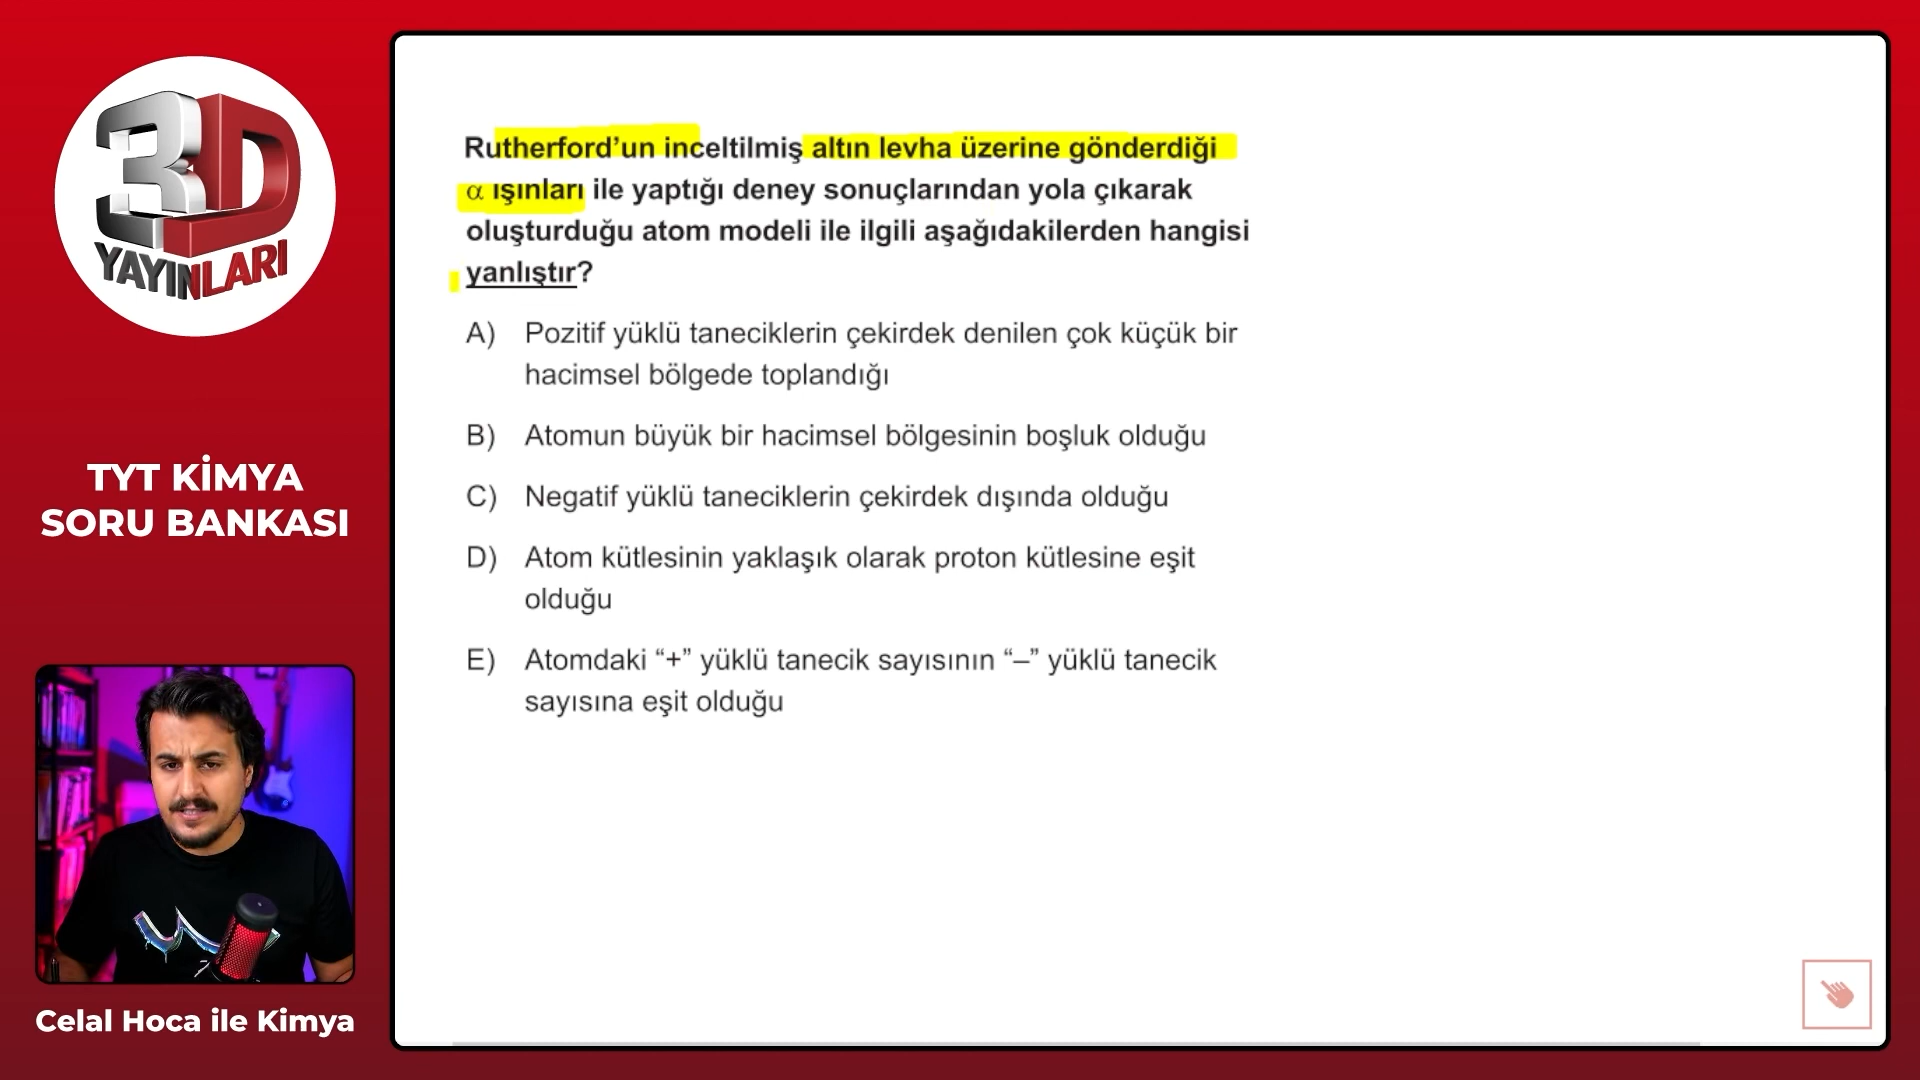 3D
YAYINLARI
TYT KİMYA
SORU BANKASI
Celal Hoca ile Kimya
Rutherford’un inceltilmiş altın levha üzerine gönderdiği
α ışınları ile yaptığı deney sonuçlarından yola çıkarak
oluşturduğu atom modeli ile ilgili aşağıdakilerden hangisi
yanlıştır?
A) Pozitif yüklü taneciklerin çekirdek denilen çok küçük bir
hacimsel bölgede toplandığı
B) Atomun büyük bir hacimsel bölgesinin boşluk olduğu
C) Negatif yüklü taneciklerin çekirdek dışında olduğu
D) Atom kütlesinin yaklaşık olarak proton kütlesine eşit
olduğu
E) Atomdaki “+” yüklü tanecik sayısının “–” yüklü tanecik
sayısına eşit olduğu